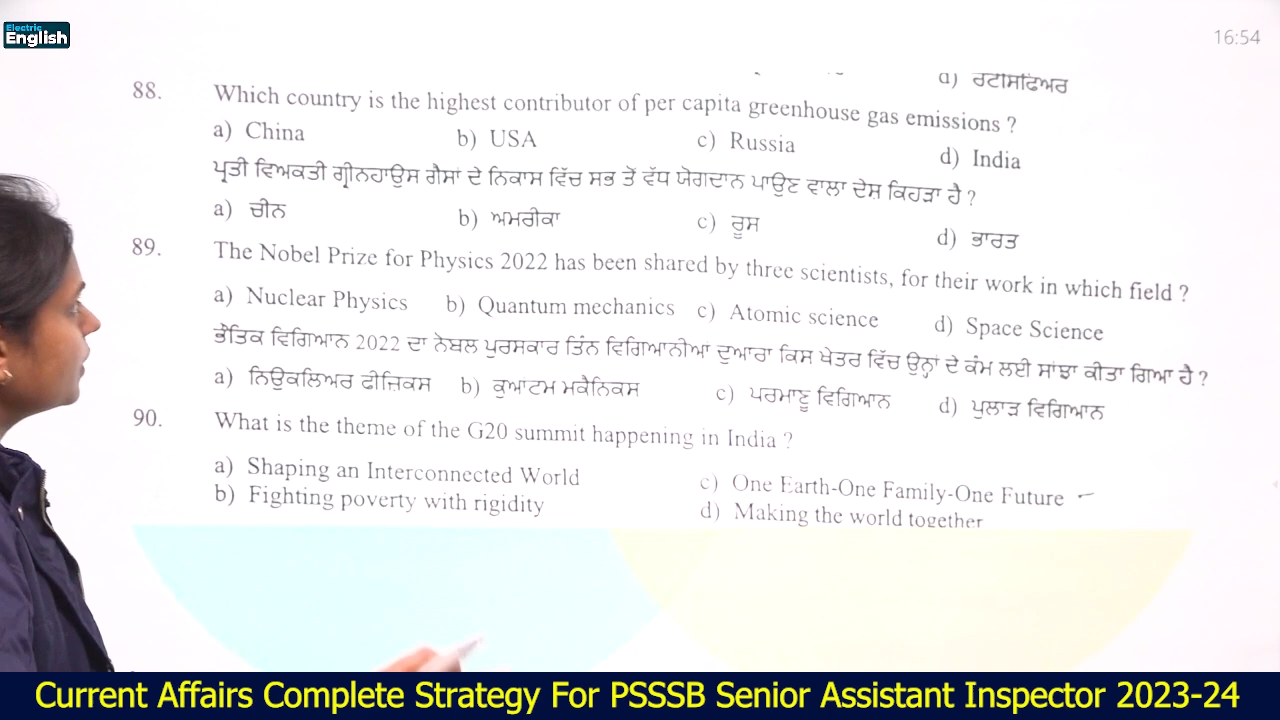 Electric
English
16:54
d) ਰਟੀਸਟਿਅਰ
88. Which country is the highest contributor of per capita greenhouse gas emissions ?
a) China b) USA c) Russia d) India
ਪ੍ਰਤੀ ਵਿਅਕਤੀ ਗ੍ਰੀਨਹਾਉਸ ਗੈਸਾਂ ਦੇ ਨਿਕਾਸ ਵਿੱਚ ਸਭ ਤੋਂ ਵੱਧ ਯੋਗਦਾਨ ਪਾਉਣ ਵਾਲਾ ਦੇਸ਼ ਕਿਹੜਾ ਹੈ ?
a) ਚੀਨ b) ਅਮਰੀਕਾ c) ਰੂਸ d) ਭਾਰਤ
89. The Nobel Prize for Physics 2022 has been shared by three scientists, for their work in which field ?
a) Nuclear Physics b) Quantum mechanics c) Atomic science d) Space Science
ਭੌਤਿਕ ਵਿਗਿਆਨ 2022 ਦਾ ਨੋਬਲ ਪੁਰਸਕਾਰ ਤਿੰਨ ਵਿਗਿਆਨੀਆਂ ਦੁਆਰਾ ਕਿਸ ਖੇਤਰ ਵਿੱਚ ਉਨ੍ਹਾਂ ਦੇ ਕੰਮ ਲਈ ਸਾਂਝਾ ਕੀਤਾ ਗਿਆ ਹੈ ?
a) ਨਿਊਕਲਿਅਰ ਫੀਜ਼ਿਕਸ b) ਕੁਆਟਮ ਮਕੈਨਿਕਸ c) ਪਰਮਾਣੂ ਵਿਗਿਆਨ d) ਪੁਲਾੜ ਵਿਗਿਆਨ
90. What is the theme of the G20 summit happening in India ?
a) Shaping an Interconnected World c) One Earth-One Family-One Future
b) Fighting poverty with rigidity d) Making the world together
Current Affairs Complete Strategy For PSSSB Senior Assistant Inspector 2023-24